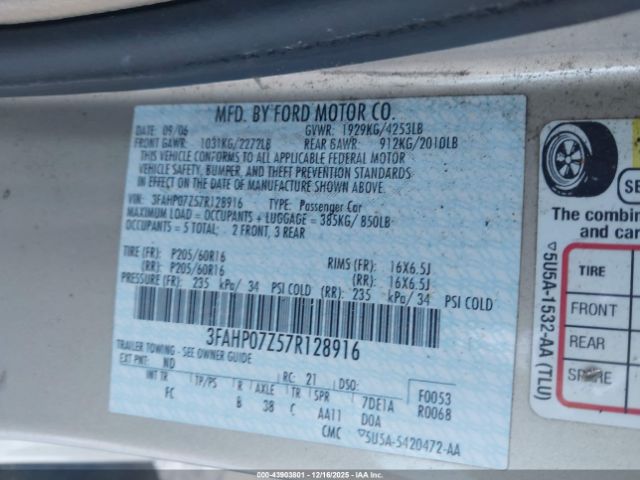 MFD. BY FORD MOTOR CO.
DATE: 09/06 GVWR: 1929KG/4253LB
FRONT GAWR: 1031KG/2272LB REAR GAWR: 912KG/2010LB
THIS VEHICLE CONFORMS TO ALL APPLICABLE FEDERAL MOTOR
VEHICLE SAFETY, BUMPER, AND THEFT PREVENTION STANDARDS
IN EFFECT ON THE DATE OF MANUFACTURE SHOWN ABOVE.
VIN: 3FAHP07Z57R128916 TYPE: Passenger Car
MAXIMUM LOAD = OCCUPANTS + LUGGAGE = 385KG/ 850LB
OCCUPANTS = 5 TOTAL: 2 FRONT, 3 REAR
TIRE (FR): P205/60R16 RIMS (FR): 16X6.5J
(RR): P205/60R16 (RR): 16X6.5J
PRESSURE (FR): 235 kPa/ 34 PSI COLD (RR): 235 kPa/ 34 PSI COLD
3FAHP07Z57R128916
TRAILER TOWING- SEE OWNER GUIDE
EXT PNT: ND RC: 21 DSO:
INT TR TP/PS R AXLE TR SPR 7DE1A F0053
FC B 38 C AA11 DOA R0068
CMC ▽5U5A-5420472-AA
The combin
and car
TIRE
FRONT
REAR
▽5U5A-1532-AA (TLU)
000-43903801 - 12/16/2025 - IAAI.COM